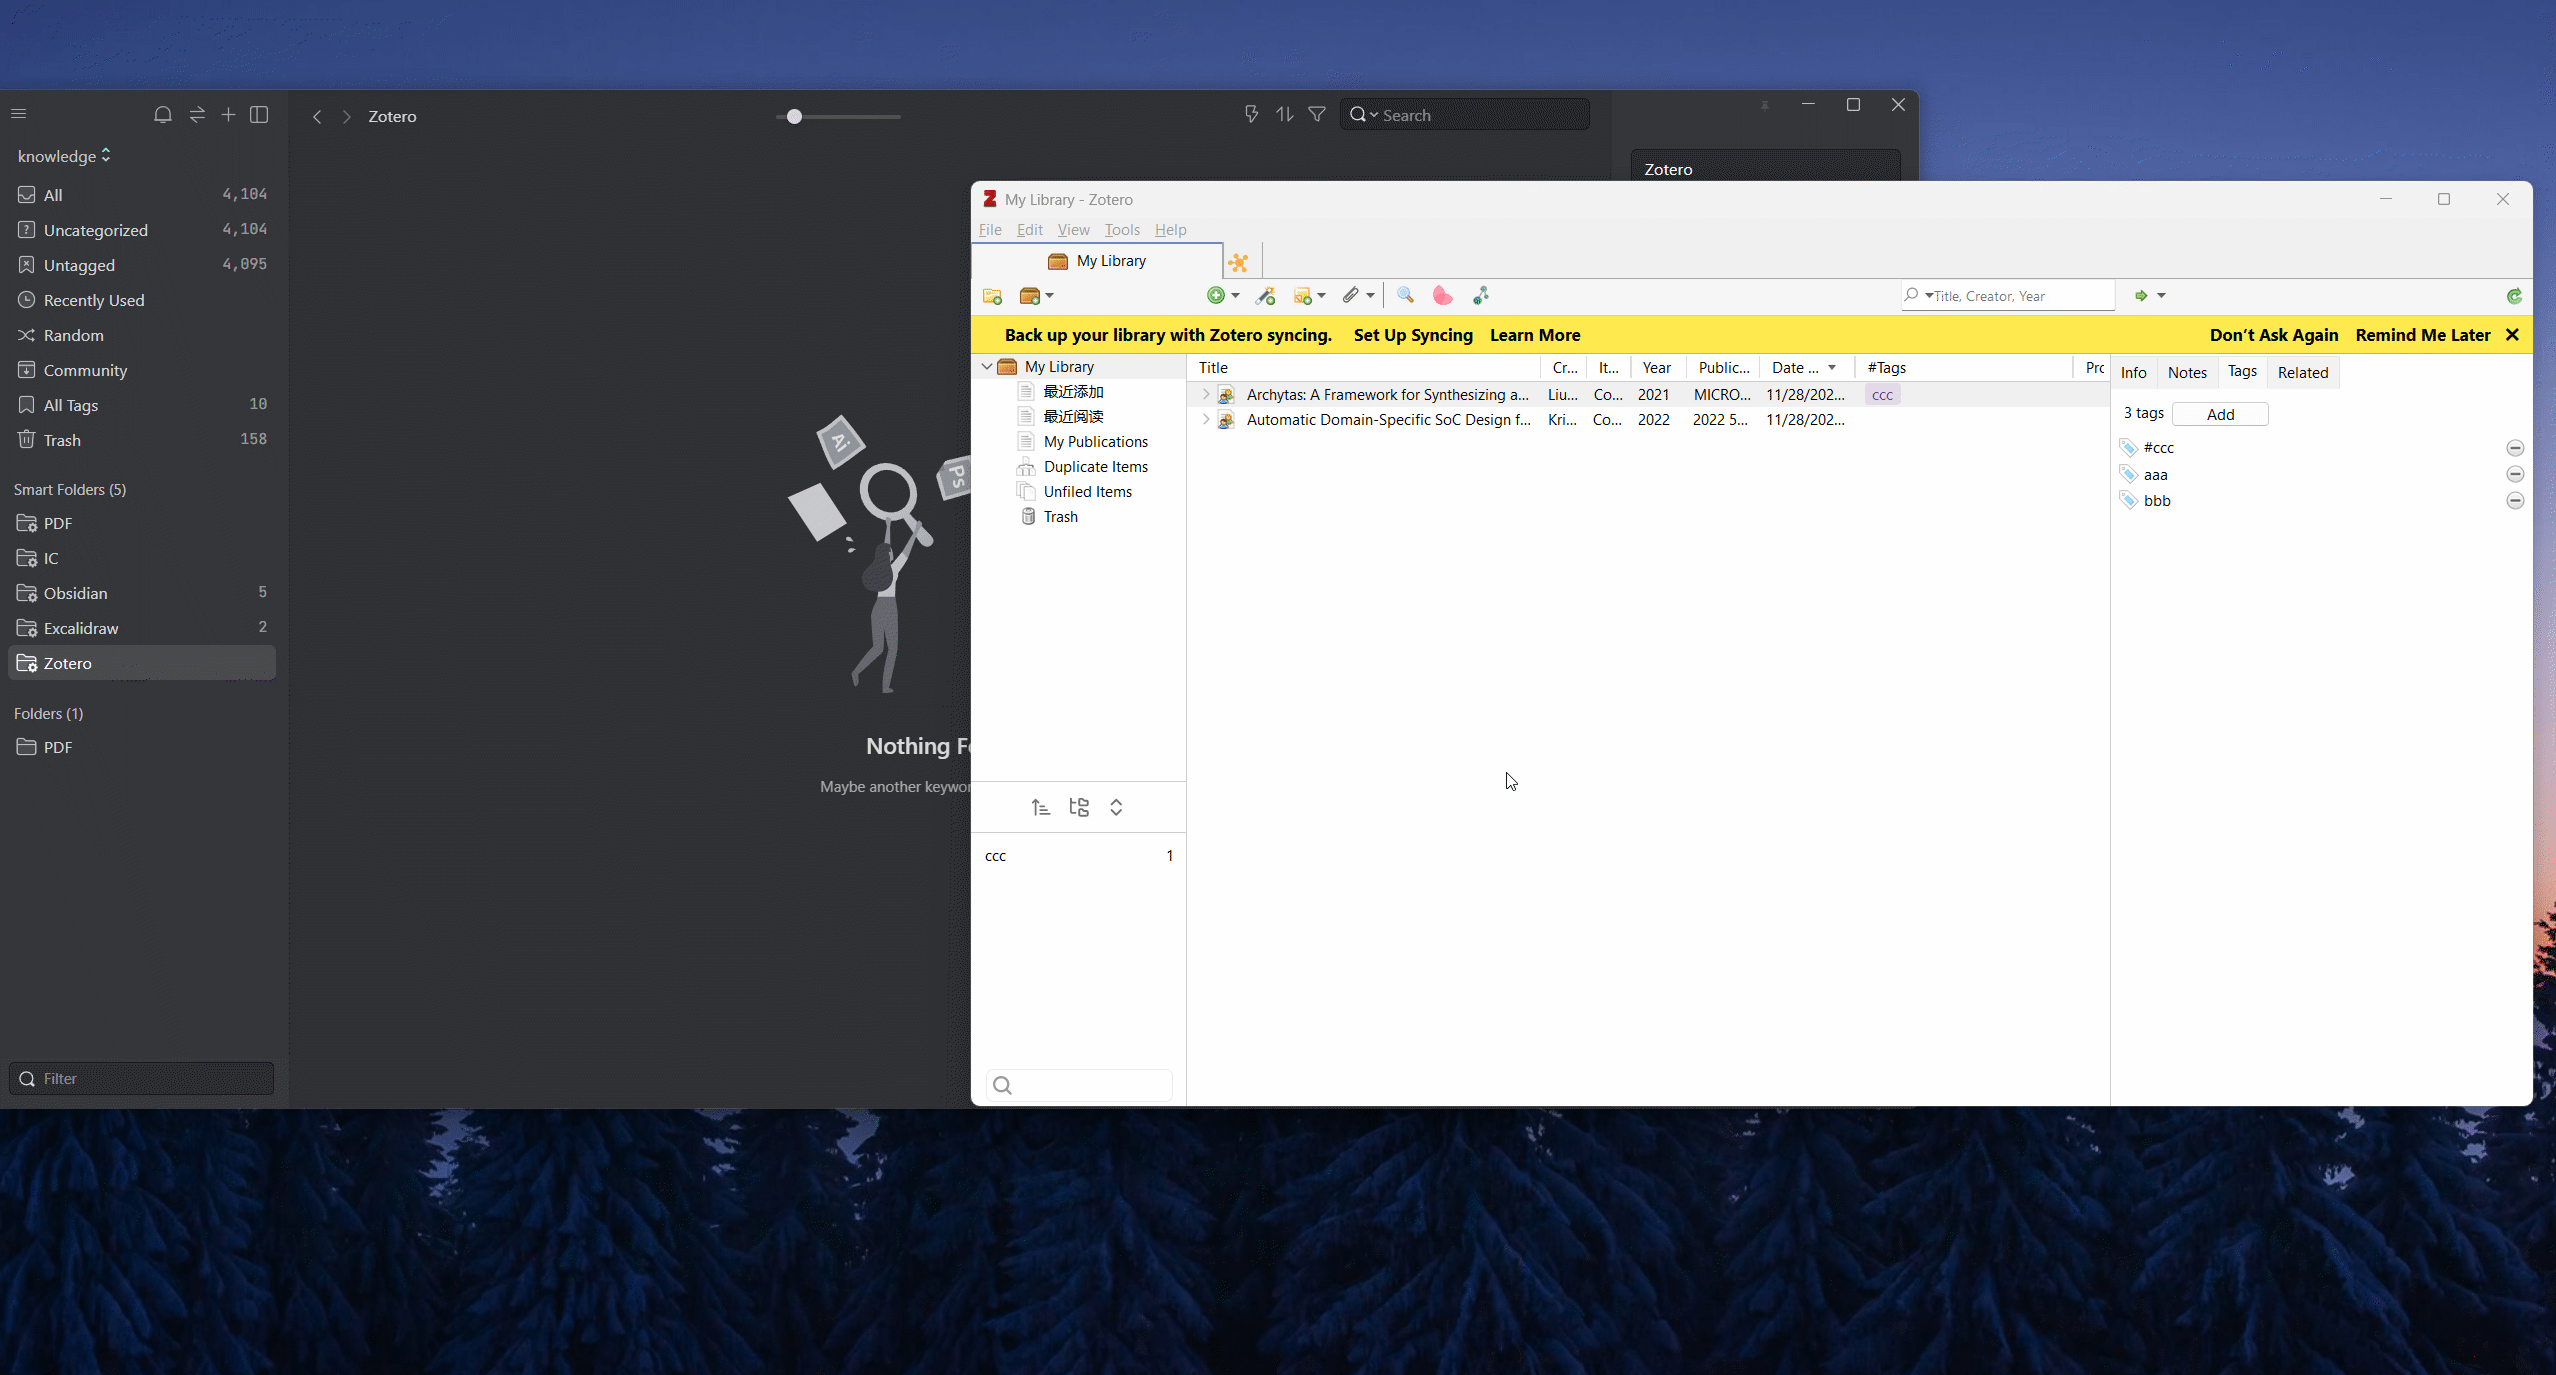 Zotero
Search
knowledge
All 4,104
Uncategorized 4,104
Untagged 4,095
Recently Used
Random
Community
All Tags 10
Trash 158
Smart Folders (5)
PDF
IC
Obsidian 5
Excalidraw 2
Zotero
Folders (1)
PDF
Filter
Ai
Ps
Nothing F
Maybe another keywor
Zotero
My Library - Zotero
File Edit View Tools Help
My Library
Title, Creator, Year
Back up your library with Zotero syncing. Set Up Syncing Learn More Don't Ask Again Remind Me Later
My Library
最近添加
最近阅读
My Publications
Duplicate Items
Unfiled Items
Trash
ccc 1
Title Cr... It... Year Public... Date ... #Tags Prc
Archytas: A Framework for Synthesizing a... Liu... Co... 2021 MICRO... 11/28/202... ccc
Automatic Domain-Specific SoC Design f... Kri... Co... 2022 2022 5... 11/28/202...
Info Notes Tags Related
3 tags Add
#ccc
aaa
bbb